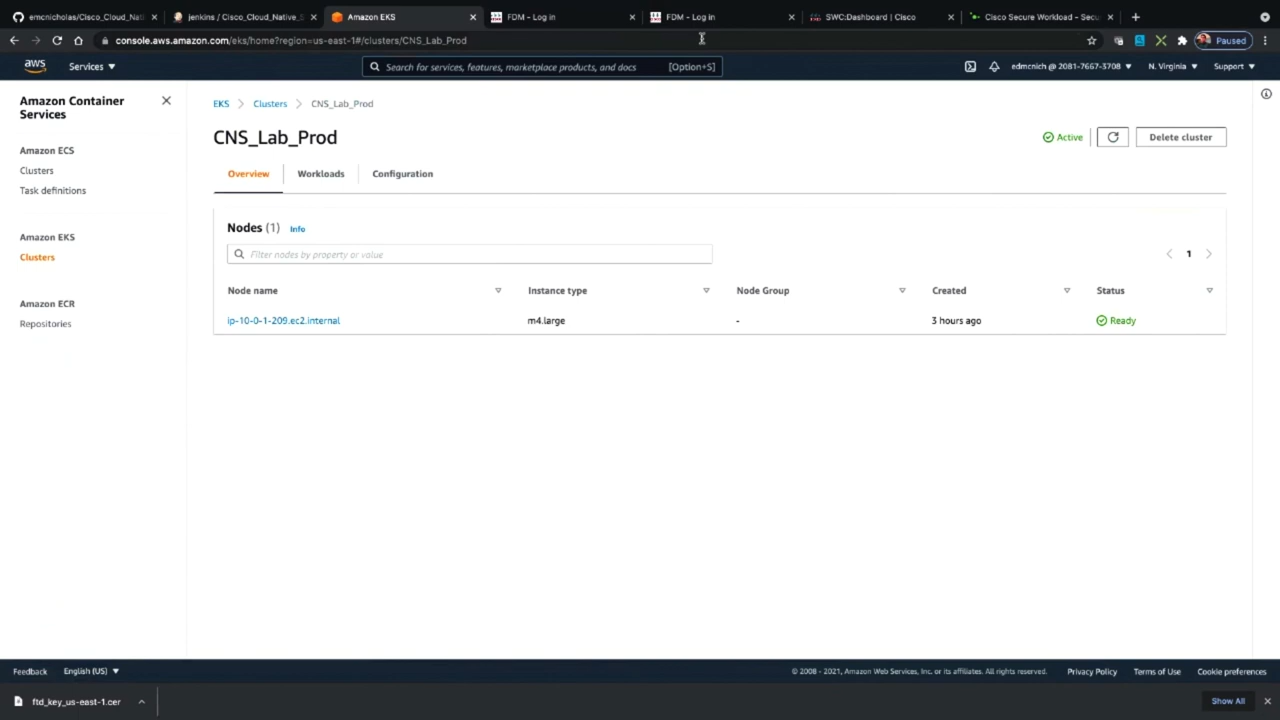 emcnicholas/Cisco_Cloud_Nati
jenkins / Cisco_Cloud_Native_S
Amazon EKS
FDM - Log in
FDM - Log in
SWC:Dashboard | Cisco
Cisco Secure Workload - Secu
console.aws.amazon.com/eks/home?region=us-east-1#/clusters/CNS_Lab_Prod
Paused
aws
Services
Search for services, features, marketplace products, and docs
[Option+S]
edmcnich @ 2081-7667-3708
N. Virginia
Support
Amazon Container
Services
Amazon ECS
Clusters
Task definitions
Amazon EKS
Clusters
Amazon ECR
Repositories
EKS > Clusters > CNS_Lab_Prod
CNS_Lab_Prod
Active
Delete cluster
Overview
Workloads
Configuration
Nodes (1) Info
Filter nodes by property or value
1
Node name
Instance type
Node Group
Created
Status
ip-10-0-1-209.ec2.internal
m4.large
-
3 hours ago
Ready
Feedback
English (US)
© 2008 - 2021, Amazon Web Services, Inc. or its affiliates. All rights reserved.
Privacy Policy
Terms of Use
Cookie preferences
ftd_key_us-east-1.cer
Show All